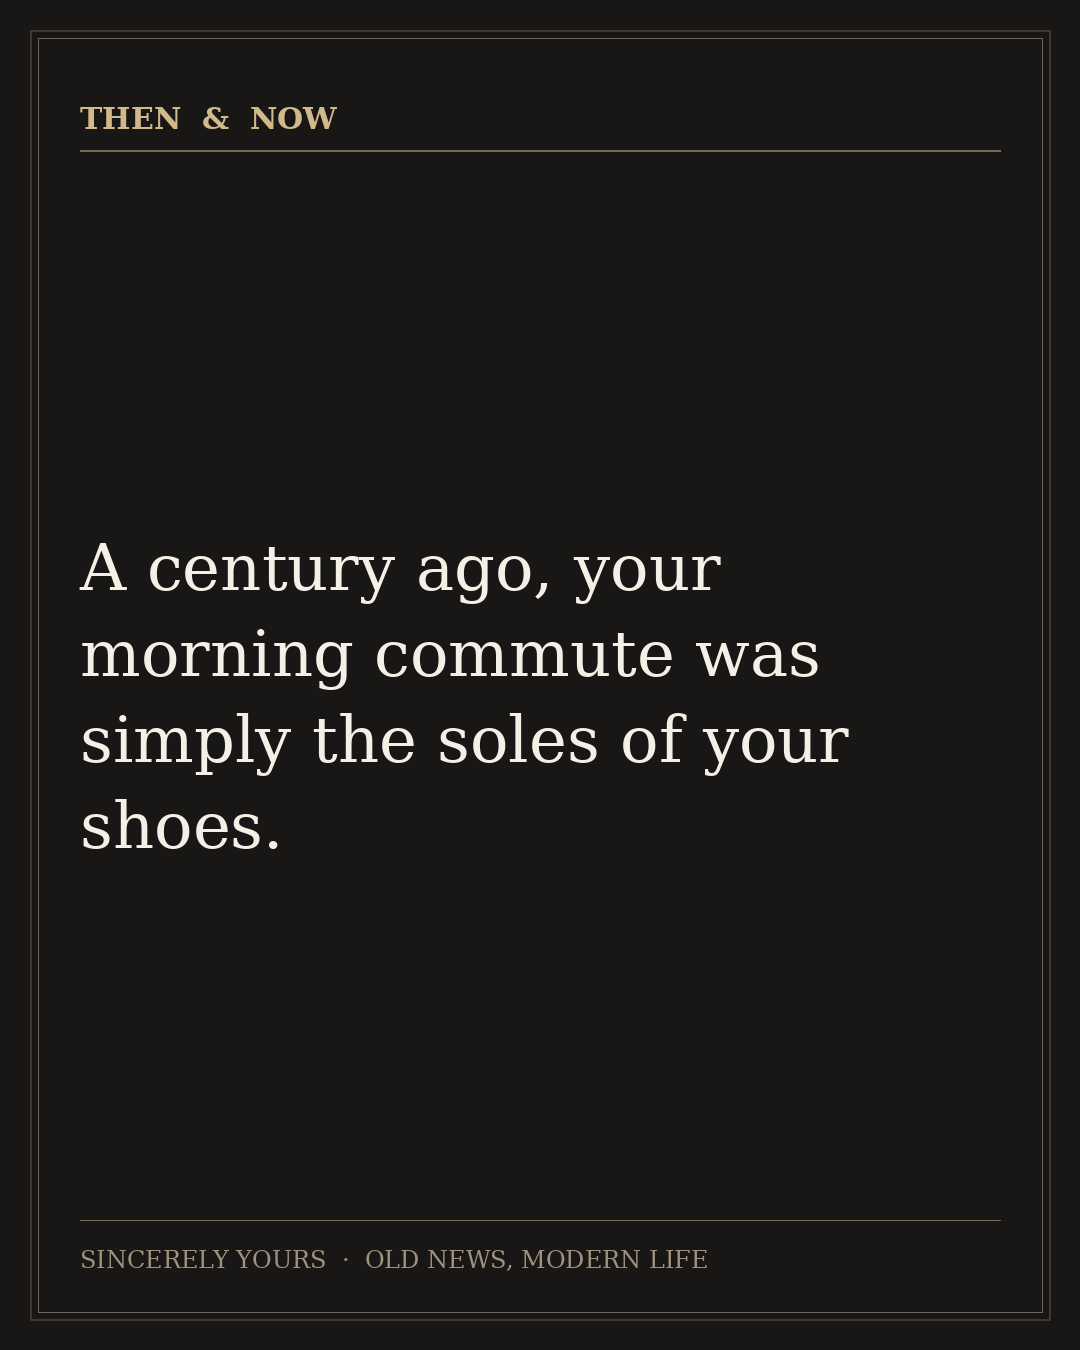 THEN & NOW
A century ago, your
morning commute was
simply the soles of your
shoes.
SINCERELY YOURS · OLD NEWS, MODERN LIFE